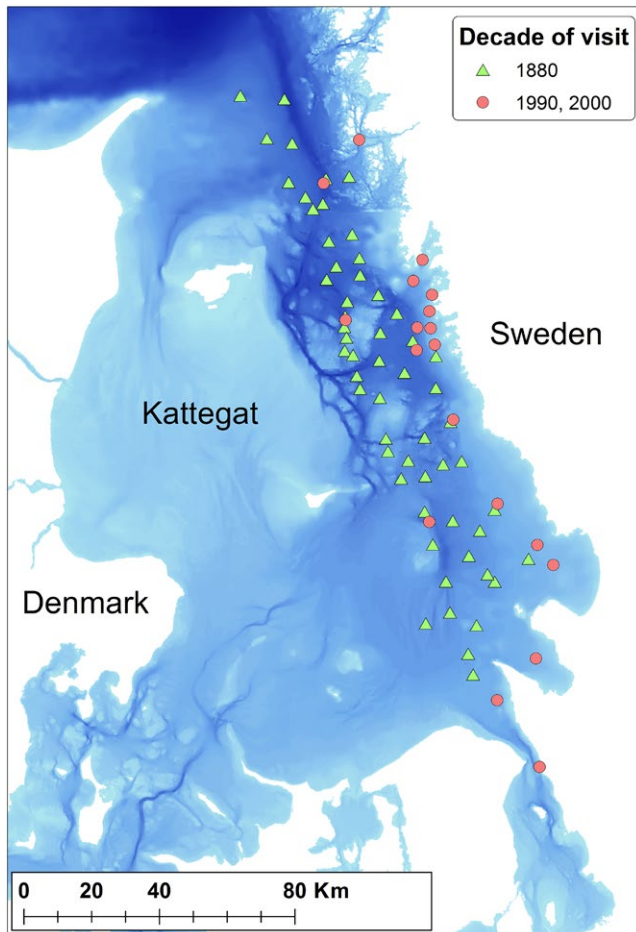 Decade of visit
1880
1990, 2000
Sweden
Kattegat
Denmark
0 20 40 80 Km